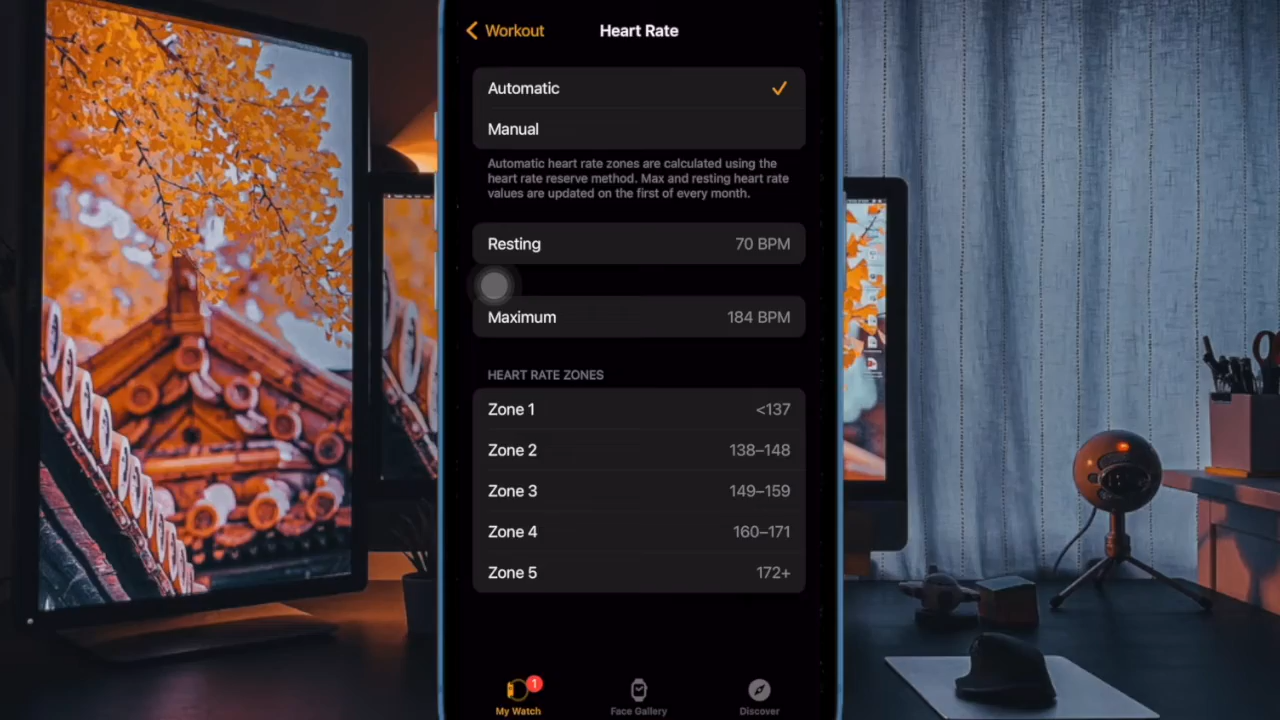 Workout
Heart Rate
Automatic
Manual
Automatic heart rate zones are calculated using the
heart rate reserve method. Max and resting heart rate
values are updated on the first of every month.
Resting 70 BPM
Maximum 184 BPM
HEART RATE ZONES
Zone 1 <137
Zone 2 138–148
Zone 3 149–159
Zone 4 160–171
Zone 5 172+
1
My Watch Face Gallery Discover